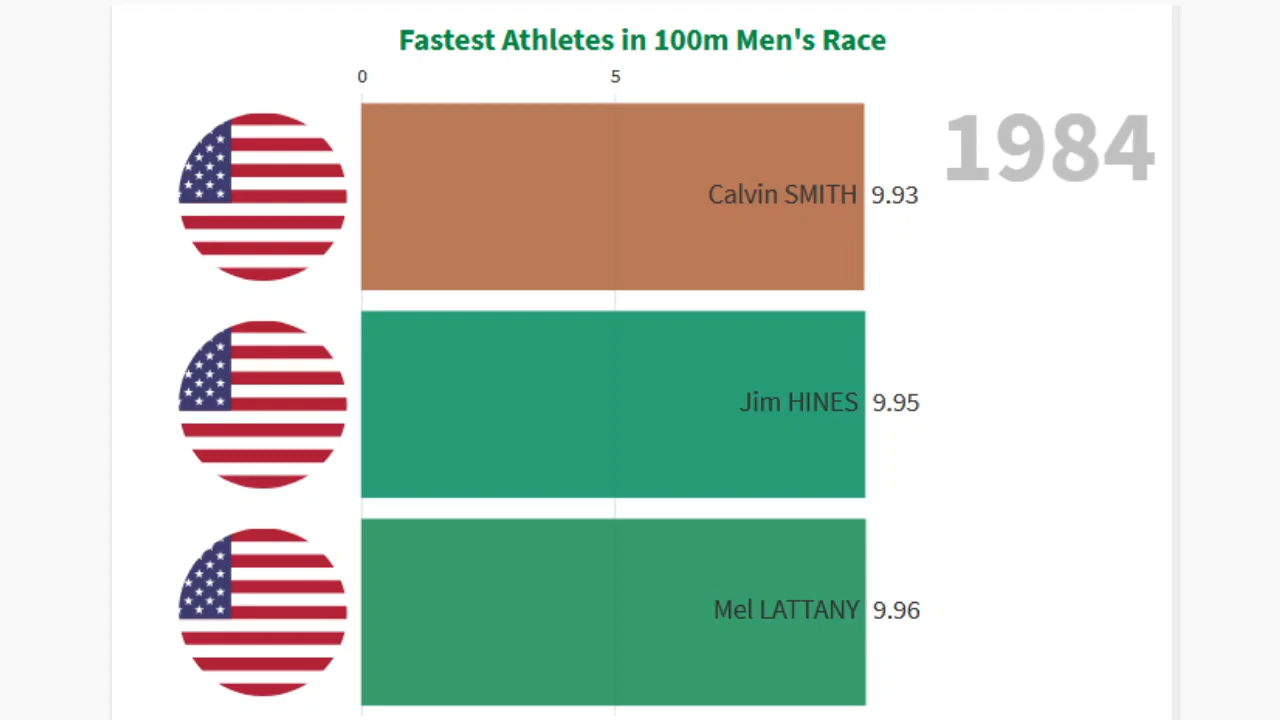 Fastest Athletes in 100m Men's Race
0 5
1984
Calvin SMITH 9.93
Jim HINES 9.95
Mel LATTANY 9.96